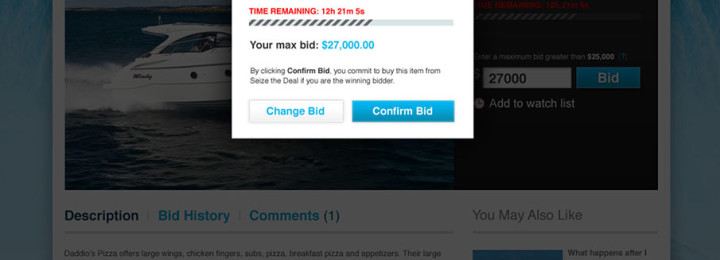 TIME REMAINING: 12h 21m 5s
TIME REMAINING: 12h 21m 5s
Your max bid: $27,000.00
Enter a maximum bid greater than $25,000 (?)
By clicking Confirm Bid, you commit to buy this item from
Seize the Deal if you are the winning bidder.
$ 27000 Bid
Add to watch list
Change Bid Confirm Bid
Description Bid History Comments (1) You May Also Like
Daddio's Pizza offers large wings, chicken fingers, subs, pizza, breakfast pizza and appetizers. Their large
What happens after I